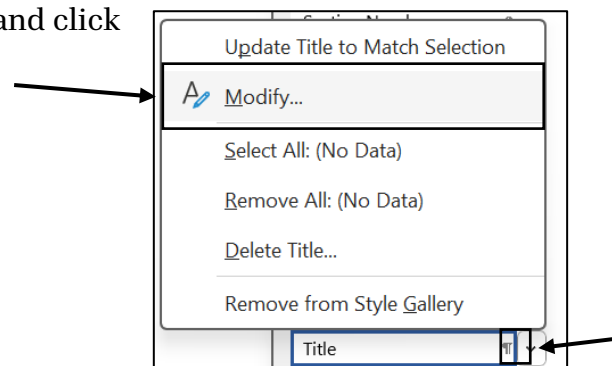 and click
Update Title to Match Selection
Modify...
Select All: (No Data)
Remove All: (No Data)
Delete Title...
Remove from Style Gallery
Title ¶